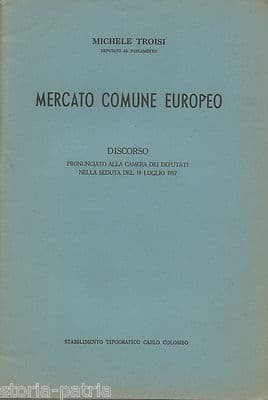 MICHELE TROISI
DEPUTATO AL PARLAMENTO
MERCATO COMUNE EUROPEO
DISCORSO
PRONUNCIATO ALLA CAMERA DEI DEPUTATI
NELLA SEDUTA DEL 19 LUGLIO 1957
STABILIMENTO TIPOGRAFICO CARLO COLOMBO
storia-patria